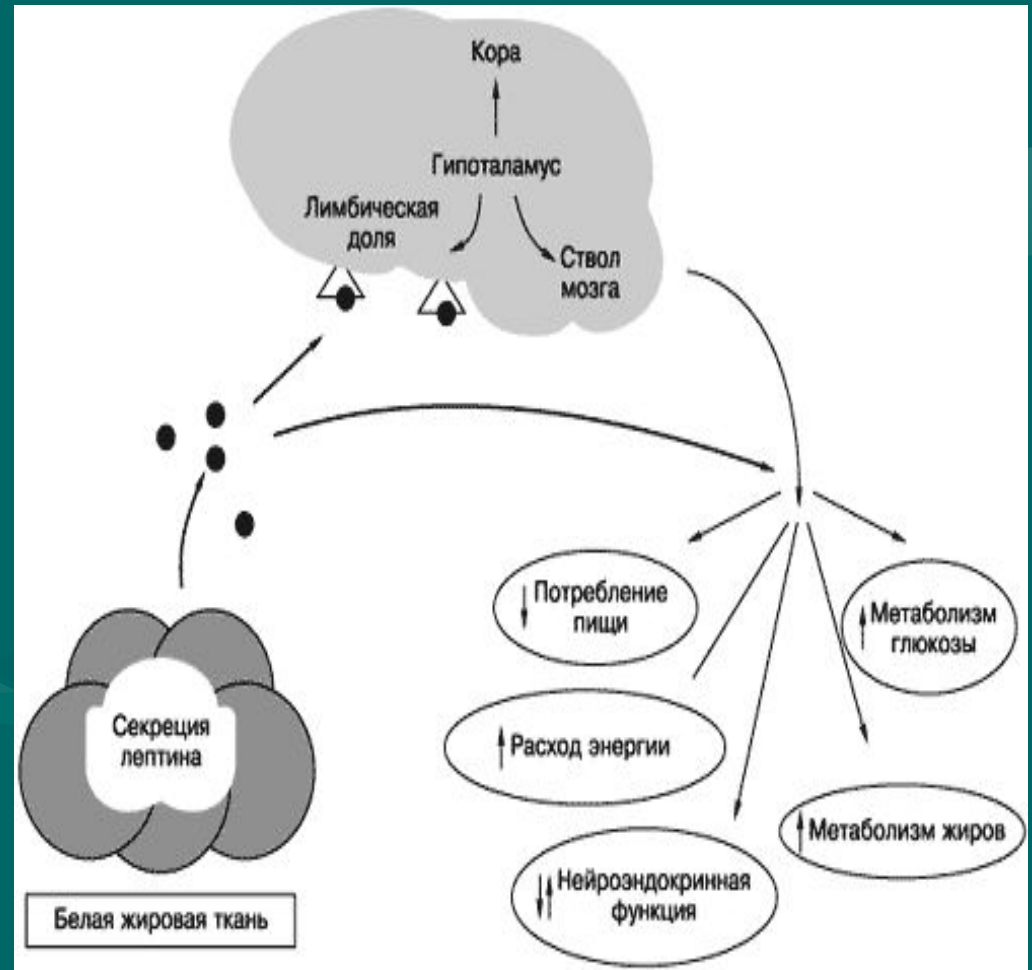 Кора
Гипоталамус
Лимбическая
доля
Ствол
мозга
↓ Потребление
пищи
↑ Метаболизм
глюкозы
Секреция
лептина
↑ Расход энергии
↑ Метаболизм жиров
↓↑ Нейроэндокринная
функция
Белая жировая ткань